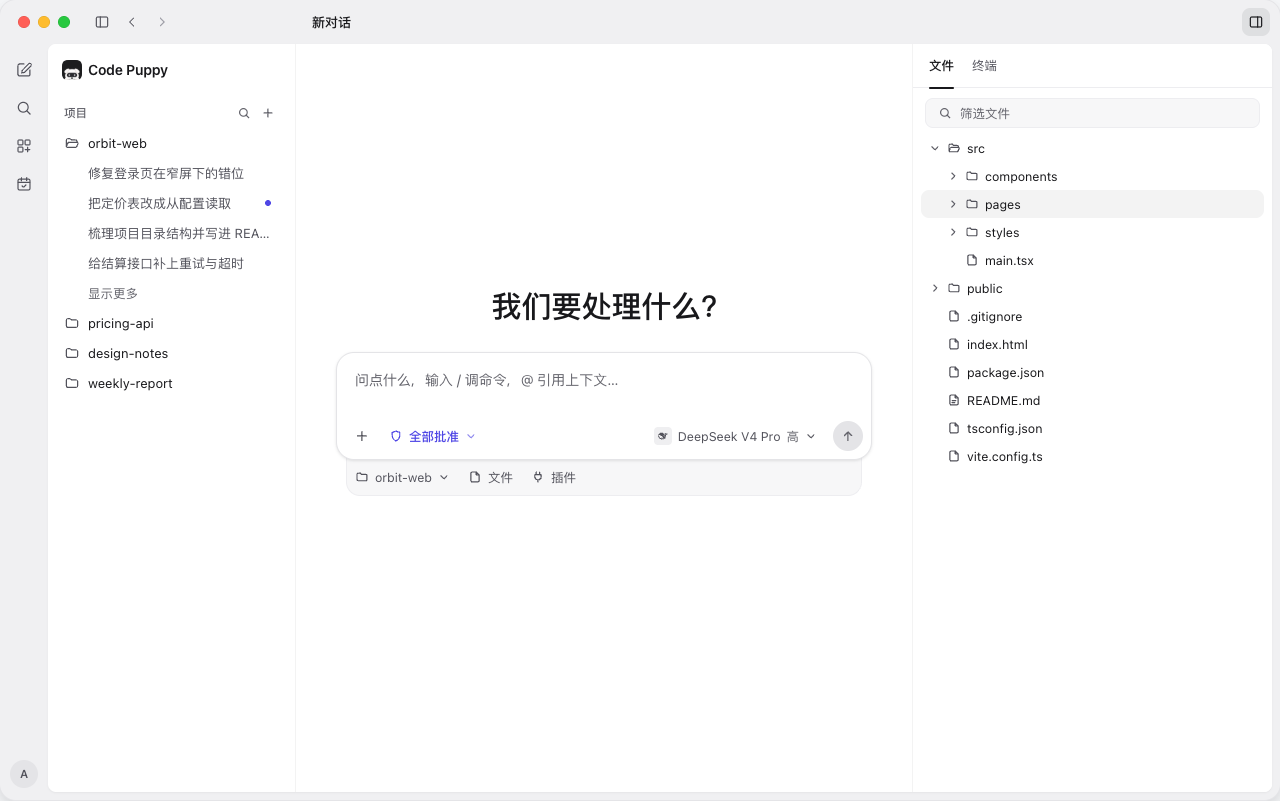 新对话
Code Puppy
项目
orbit-web
修复登录页在窄屏下的错位
把定价表改成从配置读取
梳理项目目录结构并写进 REA...
给结算接口补上重试与超时
显示更多
pricing-api
design-notes
weekly-report
A
我们要处理什么?
问点什么，输入 / 调命令，@ 引用上下文...
全部批准
DeepSeek V4 Pro 高
orbit-web 文件 插件
文件 终端
筛选文件
src
components
pages
styles
main.tsx
public
.gitignore
index.html
package.json
README.md
tsconfig.json
vite.config.ts